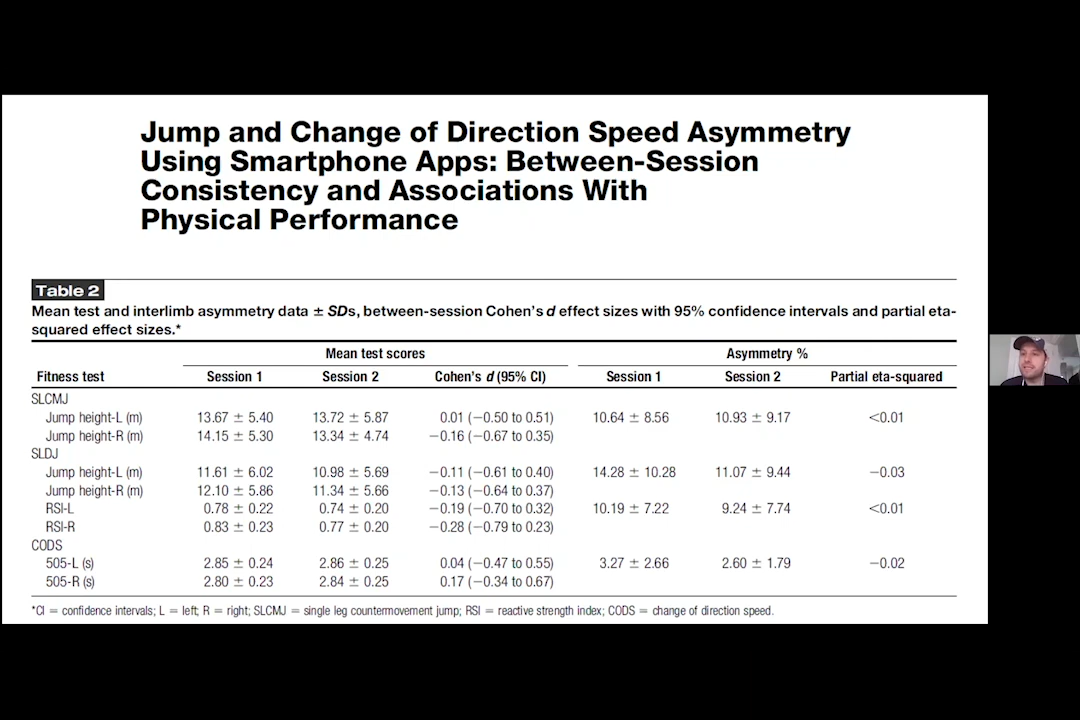 Jump and Change of Direction Speed Asymmetry
Using Smartphone Apps: Between-Session
Consistency and Associations With
Physical Performance
Table 2
Mean test and interlimb asymmetry data ± SDs, between-session Cohen's d effect sizes with 95% confidence intervals and partial eta-
squared effect sizes.*
Mean test scores Asymmetry %
Fitness test Session 1 Session 2 Cohen's d (95% CI) Session 1 Session 2 Partial eta-squared
SLCMJ
Jump height-L (m) 13.67 ± 5.40 13.72 ± 5.87 0.01 (−0.50 to 0.51) 10.64 ± 8.56 10.93 ± 9.17 <0.01
Jump height-R (m) 14.15 ± 5.30 13.34 ± 4.74 −0.16 (−0.67 to 0.35)
SLDJ
Jump height-L (m) 11.61 ± 6.02 10.98 ± 5.69 −0.11 (−0.61 to 0.40) 14.28 ± 10.28 11.07 ± 9.44 −0.03
Jump height-R (m) 12.10 ± 5.86 11.34 ± 5.66 −0.13 (−0.64 to 0.37)
RSI-L 0.78 ± 0.22 0.74 ± 0.20 −0.19 (−0.70 to 0.32) 10.19 ± 7.22 9.24 ± 7.74 <0.01
RSI-R 0.83 ± 0.23 0.77 ± 0.20 −0.28 (−0.79 to 0.23)
CODS
505-L (s) 2.85 ± 0.24 2.86 ± 0.25 0.04 (−0.47 to 0.55) 3.27 ± 2.66 2.60 ± 1.79 −0.02
505-R (s) 2.80 ± 0.23 2.84 ± 0.25 0.17 (−0.34 to 0.67)
*CI = confidence intervals; L = left; R = right; SLCMJ = single leg countermovement jump; RSI = reactive strength index; CODS = change of direction speed.